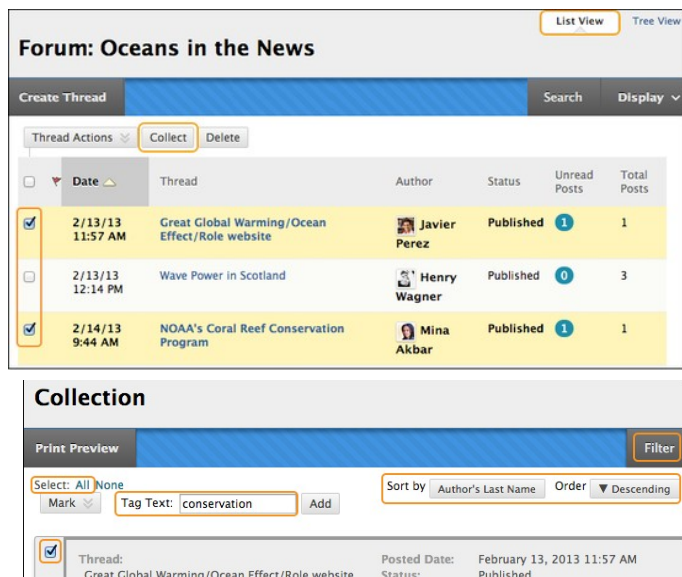 List View Tree View
Forum: Oceans in the News
Create Thread Search Display
Thread Actions Collect Delete
Date Thread Author Status Unread Posts Total Posts
2/13/13 11:57 AM Great Global Warming/Ocean Effect/Role website Javier Perez Published 1 1
2/13/13 12:14 PM Wave Power in Scotland Henry Wagner Published 0 3
2/14/13 9:44 AM NOAA's Coral Reef Conservation Program Mina Akbar Published 1 1
Collection
Print Preview Filter
Select: All None Sort by Author's Last Name Order Descending
Mark Tag Text: conservation Add
Thread: Posted Date: February 13, 2013 11:57 AM
Great Global Warming/Ocean Effect/Role website Status: Published